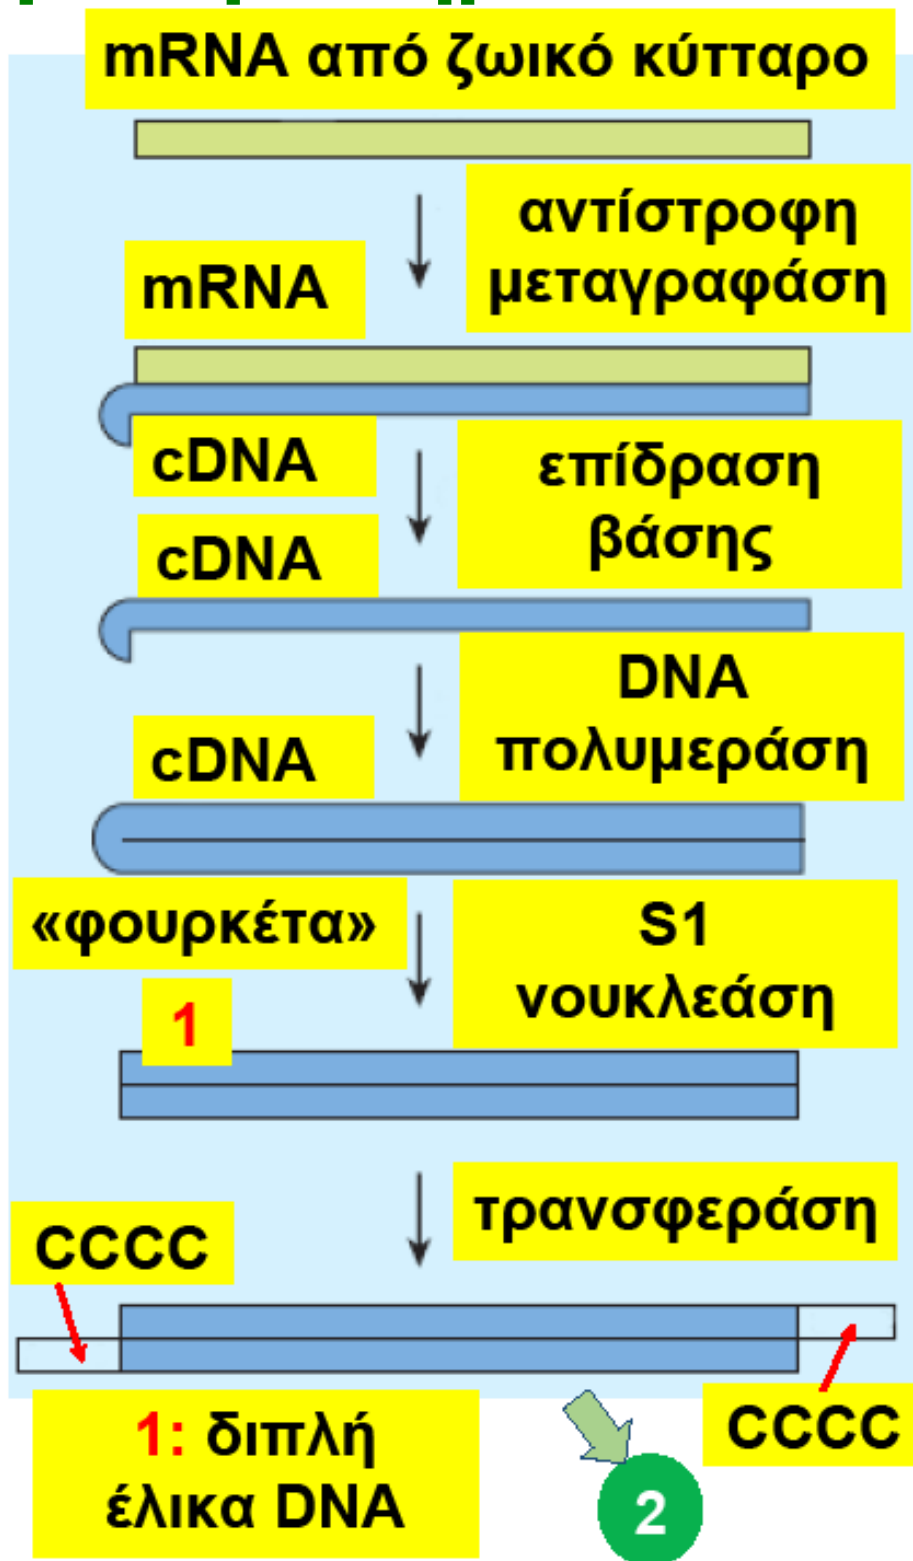 mRNA από ζωικό κύτταρο
αντίστροφη
μεταγραφάση
mRNA
cDNA
επίδραση
βάσης
cDNA
DNA
πολυμεράση
cDNA
«φουρκέτα»
S1
νουκλεάση
1
τρανσφεράση
CCCC
CCCC
1: διπλή
έλικα DNA
2